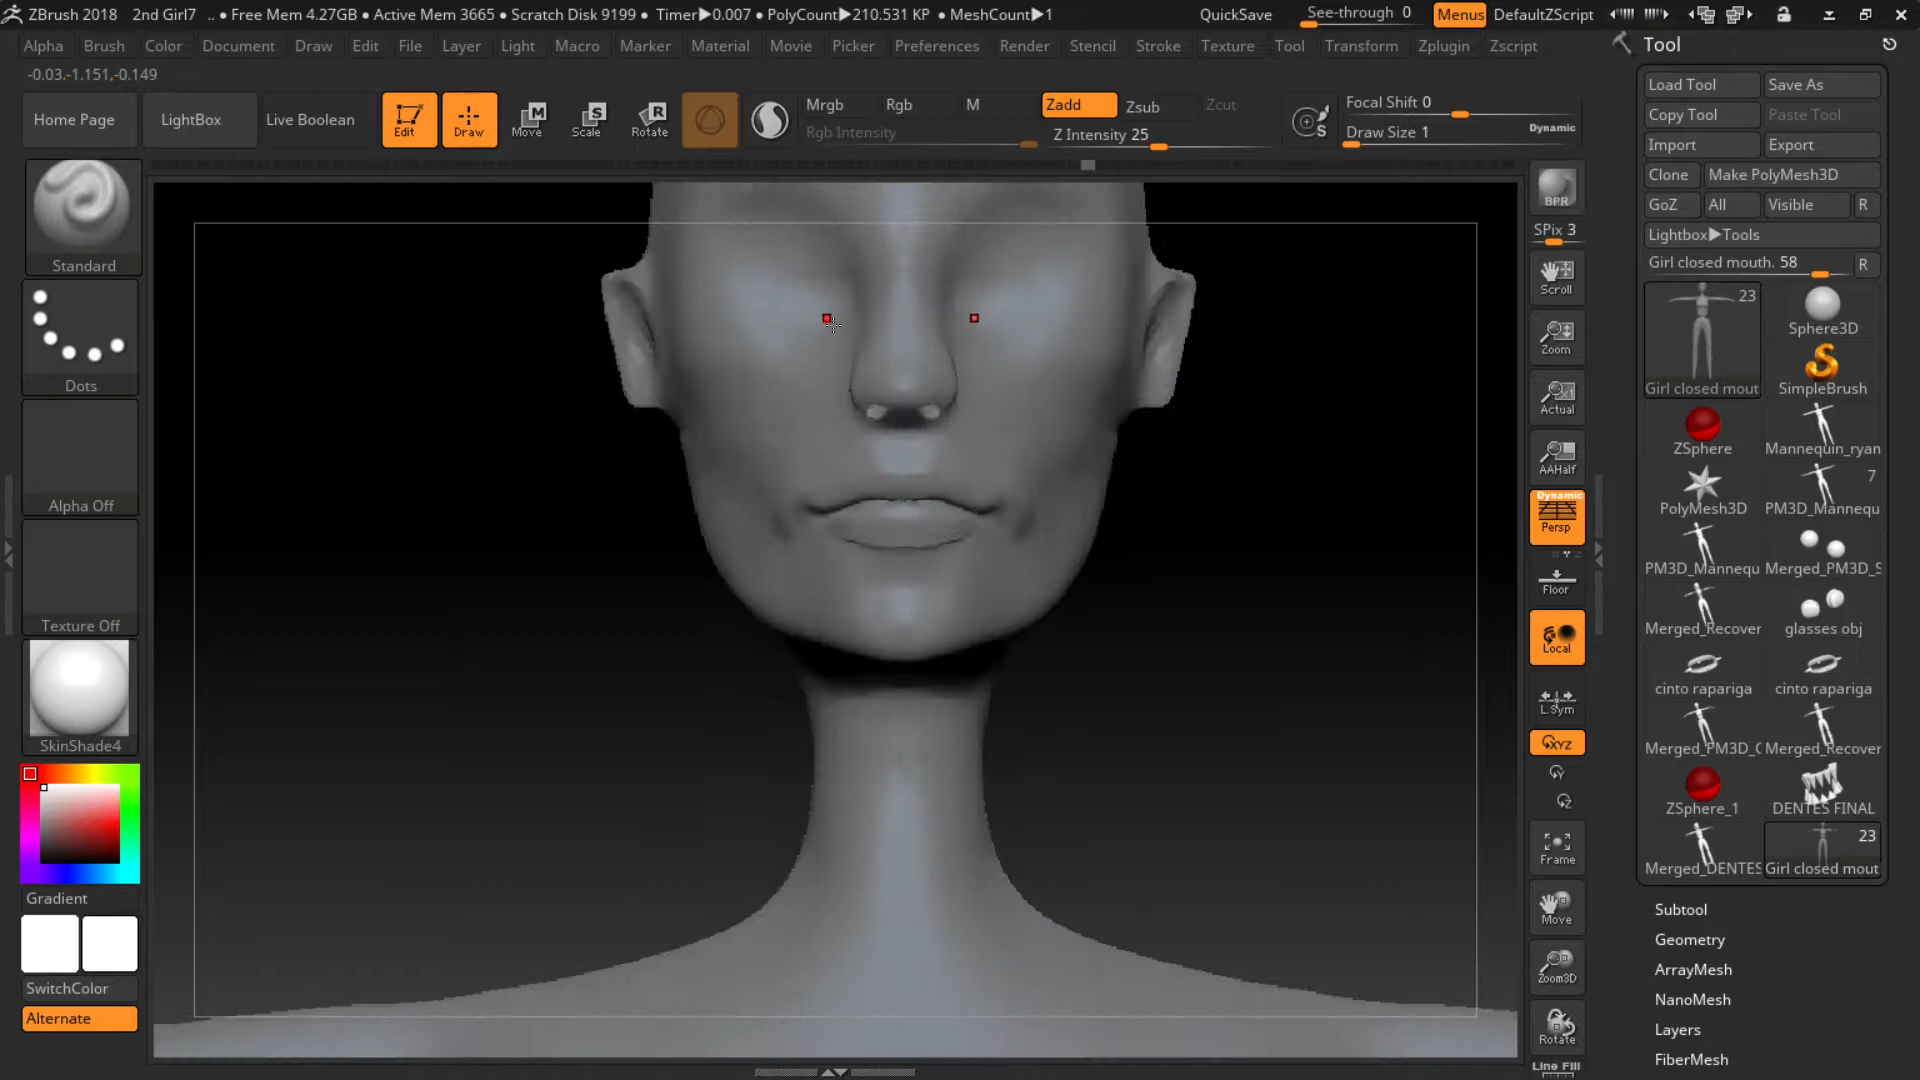 ZBrush 2018 2nd Girl7 .. • Free Mem 4.27GB • Active Mem 3665 • Scratch Disk 9199 • Timer▶0.007 • PolyCount▶210.531 KP • MeshCount▶1 QuickSave See-through 0 Menus DefaultZScript
Alpha Brush Color Document Draw Edit File Layer Light Macro Marker Material Movie Picker Preferences Render Stencil Stroke Texture Tool Transform Zplugin Zscript
-0.03,-1.151,-0.149
Home Page LightBox Live Boolean Edit Draw Move Scale Rotate
Mrgb Rgb M Zadd Zsub Zcut
Rgb Intensity Z Intensity 25
S
Focal Shift 0
Draw Size 1 Dynamic
Standard
Dots
Alpha Off
Texture Off
SkinShade4
Gradient
SwitchColor
Alternate
BPR
SPix 3
Scroll
Zoom
Actual
AAHalf
Dynamic
Persp
Floor
Local
L.Sym
XYZ
Y
Z
Frame
Move
Zoom3D
Rotate
Line Fill
Tool
Load Tool Save As
Copy Tool Paste Tool
Import Export
Clone Make PolyMesh3D
GoZ All Visible R
Lightbox▶Tools
Girl closed mouth. 58 R
23
Girl closed mout Sphere3D
SimpleBrush
ZSphere Mannequin_ryan
7
PolyMesh3D PM3D_Mannequ
PM3D_Mannequ Merged_PM3D_S
Merged_Recover glasses obj
cinto rapariga cinto rapariga
Merged_PM3D_C Merged_Recover
ZSphere_1 DENTES FINAL
23
Merged_DENTES Girl closed mout
Subtool
Geometry
ArrayMesh
NanoMesh
Layers
FiberMesh